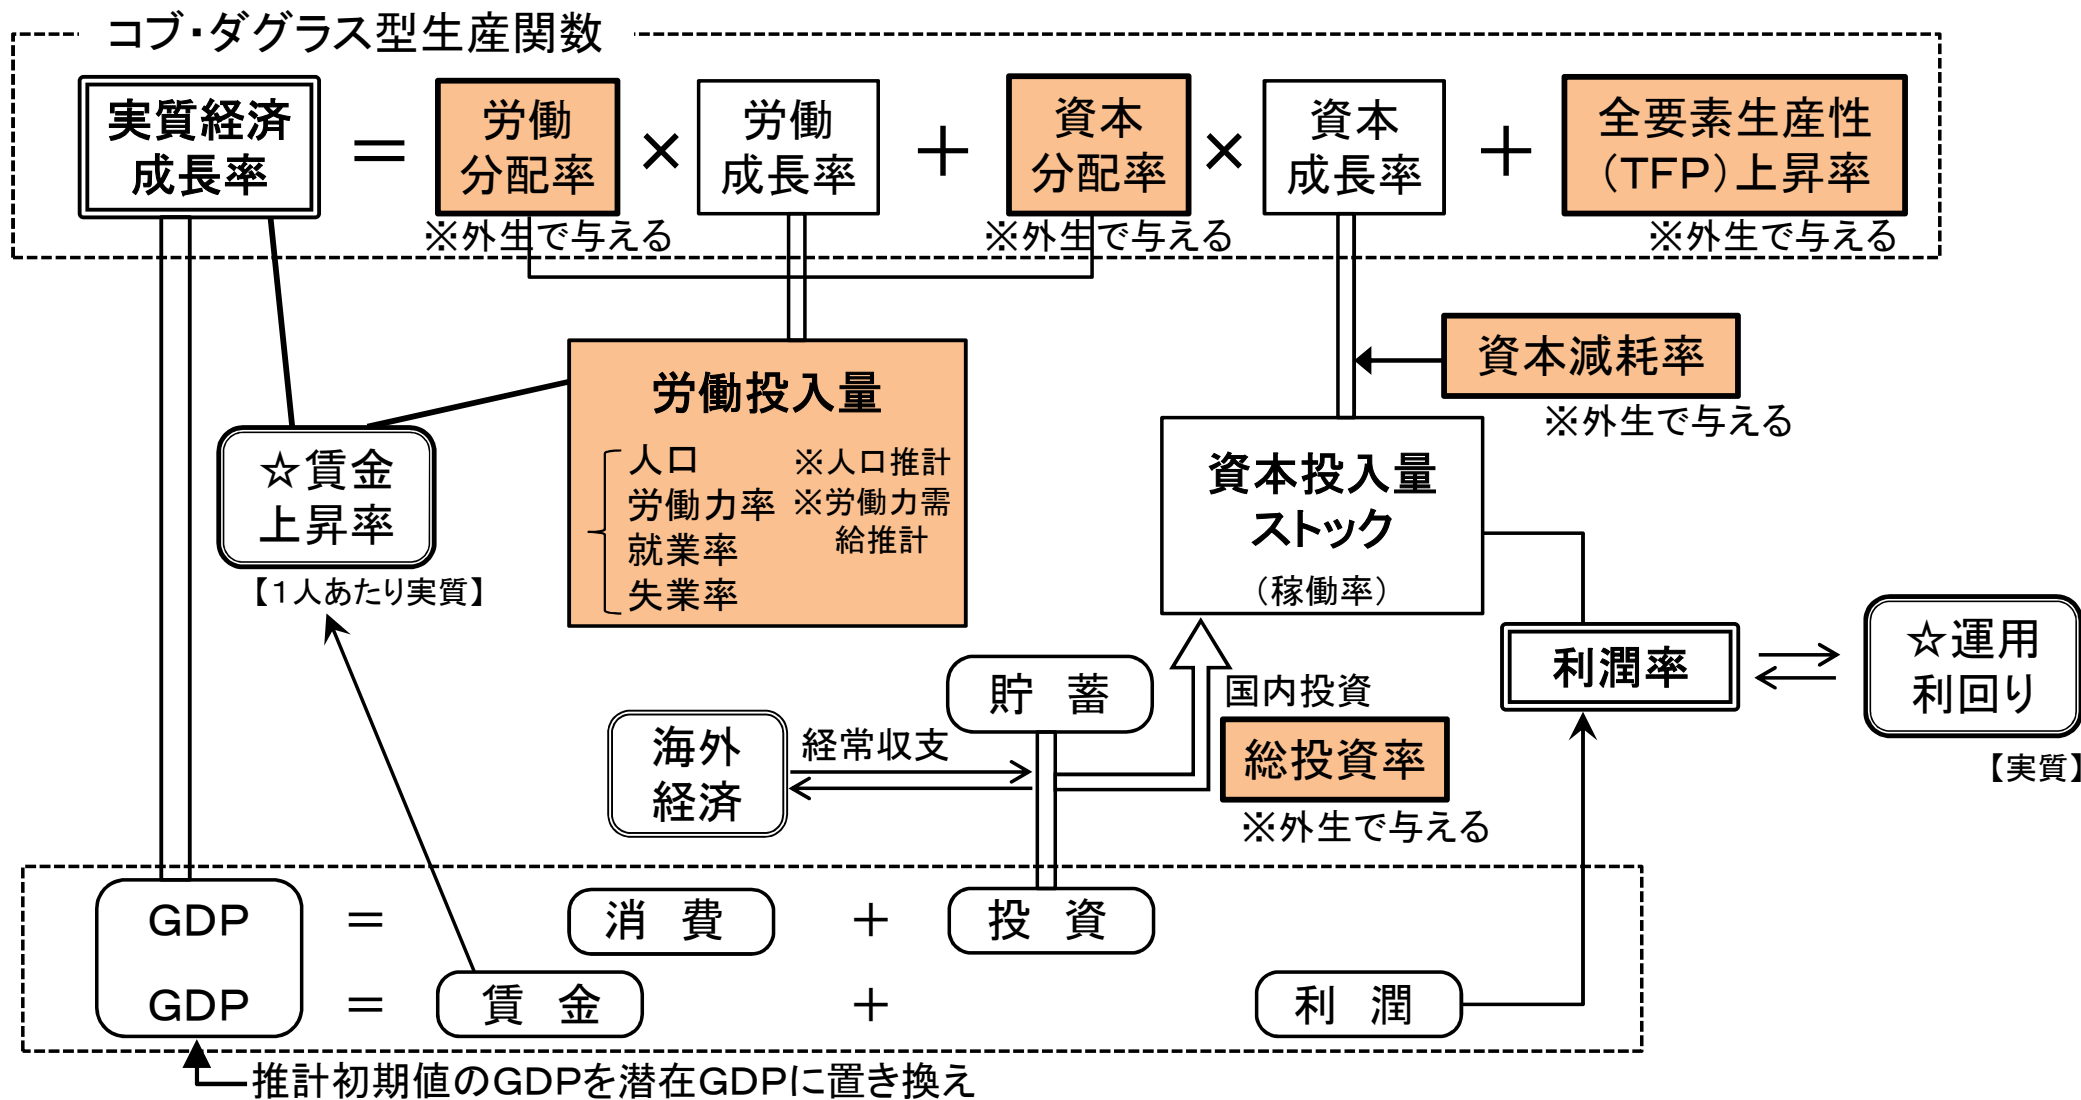 コブ・ダグラス型生産関数
実質経済
成長率
＝
労働
分配率
×
労働
成長率
＋
資本
分配率
×
資本
成長率
＋
全要素生産性
（TFP）上昇率
※外生で与える
※外生で与える
※外生で与える
労働投入量
人口
労働力率
就業率
失業率
※人口推計
※労働力需
給推計
資本減耗率
※外生で与える
☆賃金
上昇率
【1人あたり実質】
資本投入量
ストック
（稼働率）
利潤率
☆運用
利回り
【実質】
貯　蓄
国内投資
総投資率
※外生で与える
海外
経済
経常収支
GDP　＝　消　費　＋　投　資
GDP　＝　賃　金　＋　利　潤
推計初期値のGDPを潜在GDPに置き換え